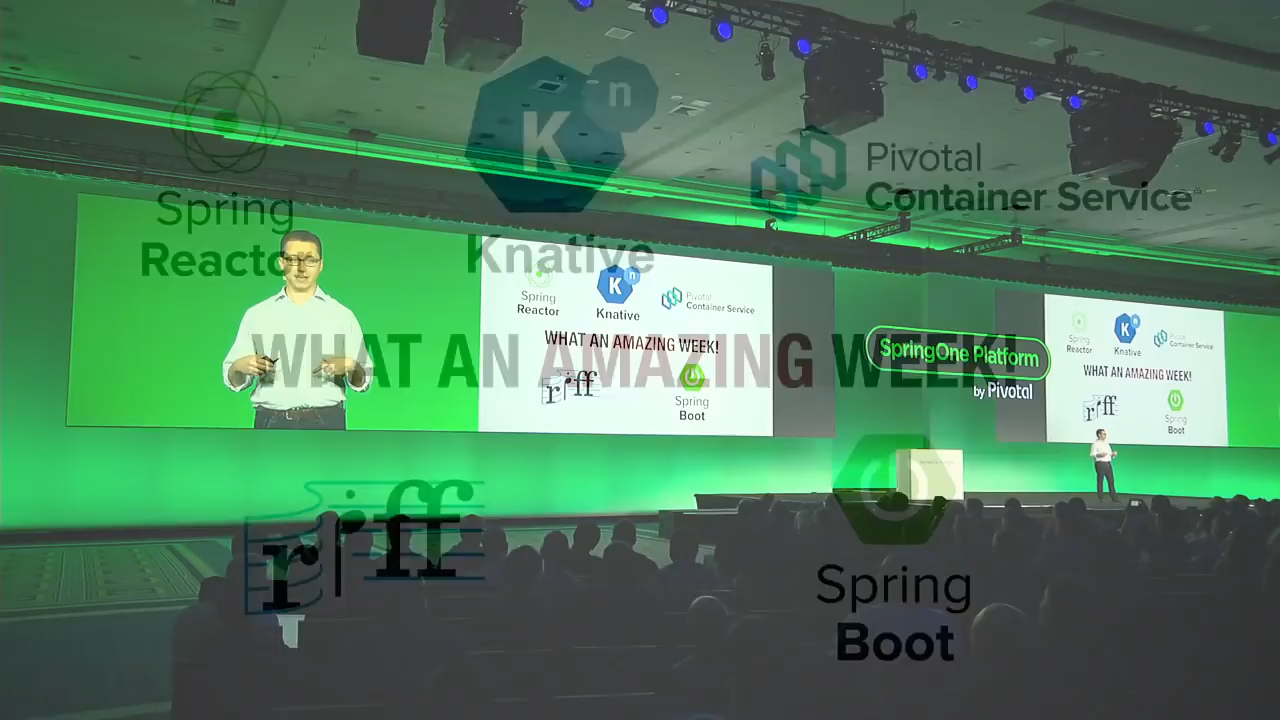 n
K
Pivotal
Container Service
Spring
Reactor
Knative
WHAT AN AMAZING WEEK!
riff
Spring
Boot
Spring
Reactor
K
n
Knative
Pivotal
Container Service
WHAT AN AMAZING WEEK!
riff
Spring
Boot
SpringOne Platform
by Pivotal
Spring
Reactor
K
n
Knative
Pivotal
Container Service
WHAT AN AMAZING WEEK!
riff
Spring
Boot